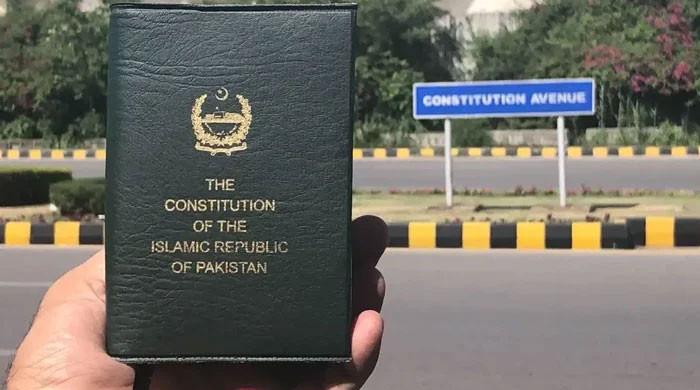 THE
CONSTITUTION
OF THE
ISLAMIC REPUBLIC
OF PAKISTAN
CONSTITUTION AVENUE